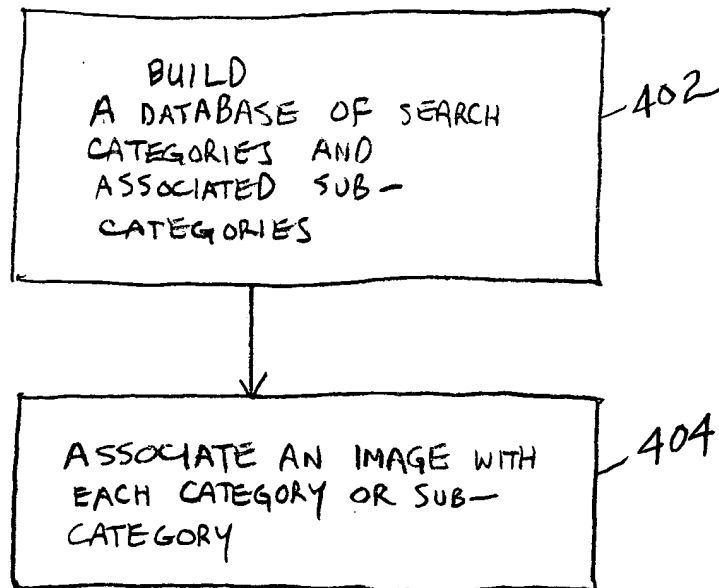 BUILD
A DATABASE OF SEARCH
CATEGORIES AND
ASSOCIATED SUB-
CATEGORIES
402
ASSOCIATE AN IMAGE WITH
EACH CATEGORY OR SUB-
CATEGORY
404